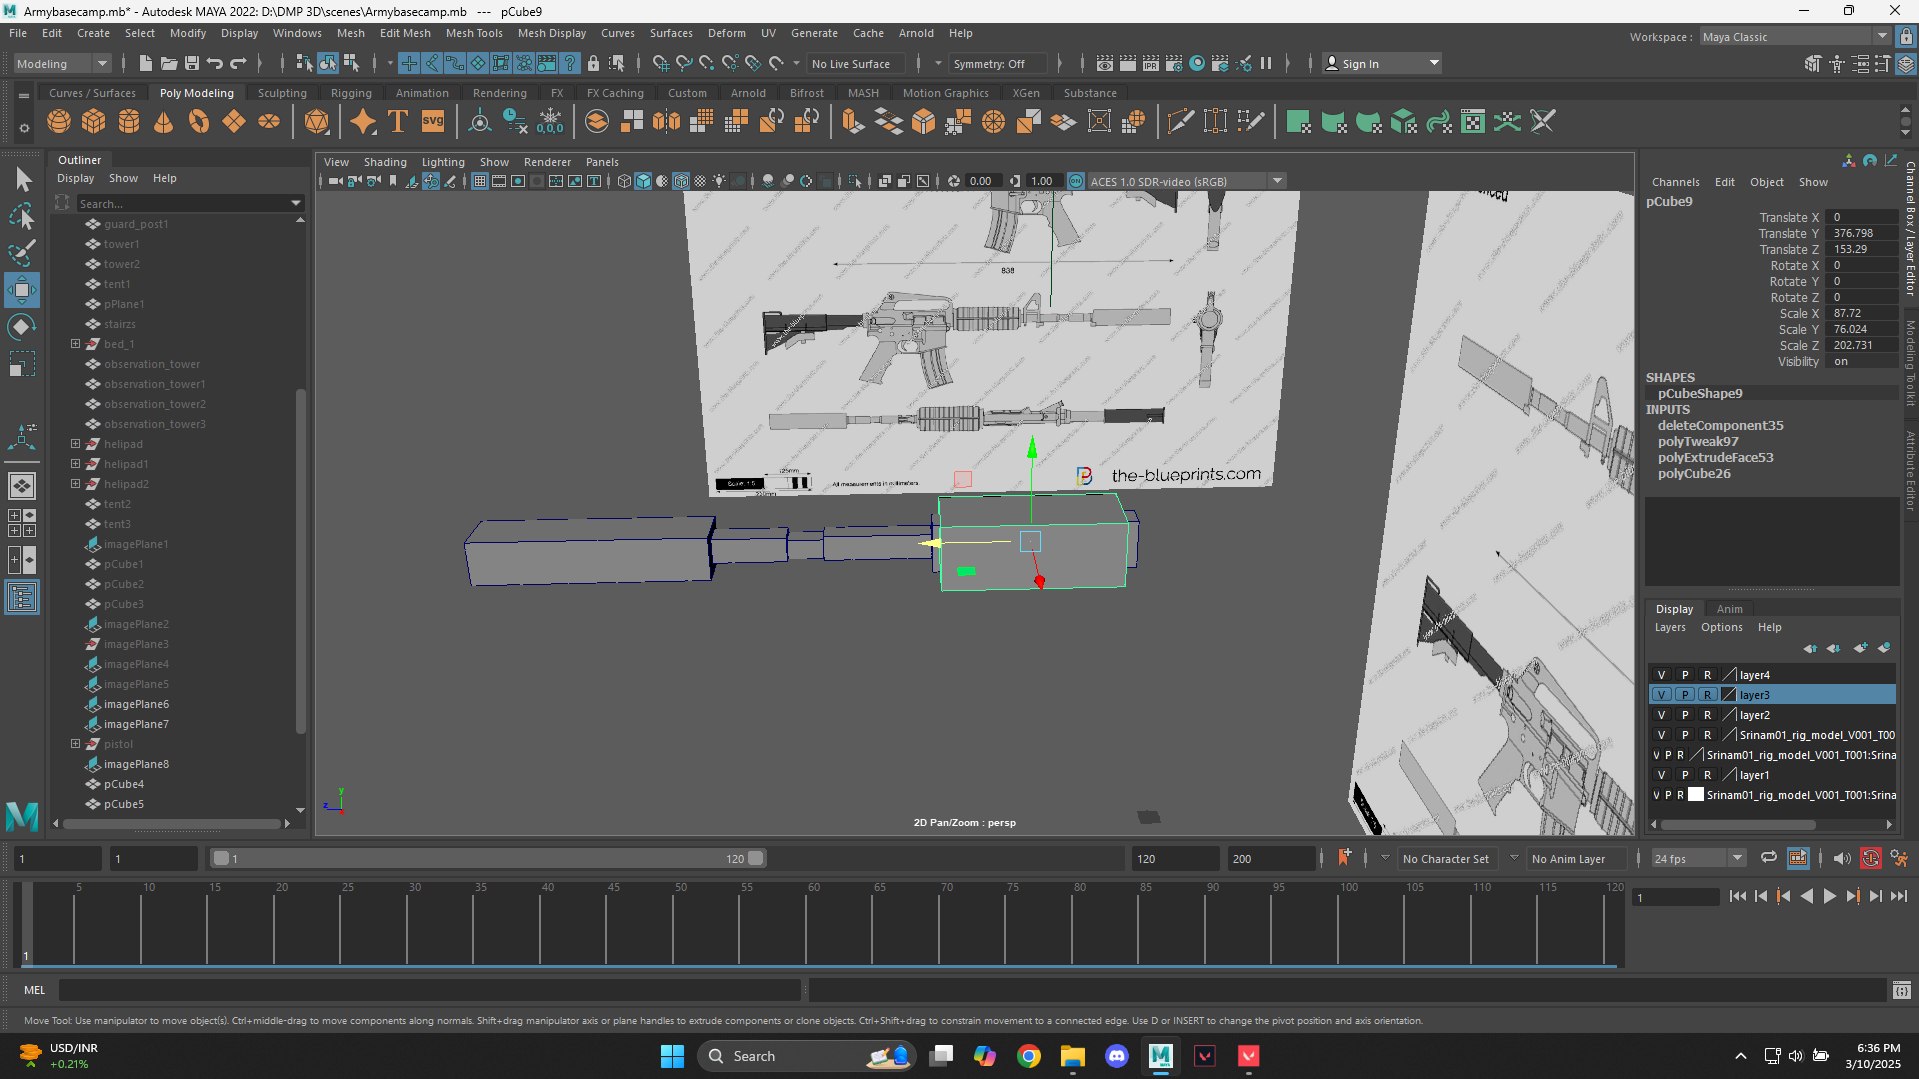 Armybasecamp.mb* - Autodesk MAYA 2022: D:\DMP 3D\scenes\Armybasecamp.mb --- pCube9
File Edit Create Select Modify Display Windows Mesh Edit Mesh Mesh Tools Mesh Display Curves Surfaces Deform UV Generate Cache Arnold Help
Workspace : Maya Classic
Modeling No Live Surface Symmetry: Off Sign In
Curves / Surfaces Poly Modeling Sculpting Rigging Animation Rendering FX FX Caching Custom Arnold Bifrost MASH Motion Graphics XGen Substance
Outliner
Display Show Help
Search...
guard_post1
tower1
tower2
tent1
pPlane1
stairzs
bed_1
observation_tower
observation_tower1
observation_tower2
observation_tower3
helipad
helipad1
helipad2
tent2
tent3
imagePlane1
pCube1
pCube2
pCube3
imagePlane2
imagePlane3
imagePlane4
imagePlane5
imagePlane6
imagePlane7
pistol
imagePlane8
pCube4
pCube5
View Shading Lighting Show Renderer Panels
0.00 1.00 ACES 1.0 SDR-video (sRGB)
838
All measurements in millimeters.
the-blueprints.com
2D Pan/Zoom : persp
Channels Edit Object Show
pCube9
Translate X 0
Translate Y 376.798
Translate Z 153.29
Rotate X 0
Rotate Y 0
Rotate Z 0
Scale X 87.72
Scale Y 76.024
Scale Z 202.731
Visibility on
SHAPES
pCubeShape9
INPUTS
deleteComponent35
polyTweak97
polyExtrudeFace53
polyCube26
Channel Box / Layer Editor
Modeling Toolkit
Attribute Editor
Display Anim
Layers Options Help
V P R layer4
V P R layer3
V P R layer2
V P R Srinam01_rig_model_V001_T00
V P R Srinam01_rig_model_V001_T001:Srina
V P R layer1
V P R Srinam01_rig_model_V001_T001:Srina
1 1 1 120 120 200 No Character Set No Anim Layer 24 fps
5 10 15 20 25 30 35 40 45 50 55 60 65 70 75 80 85 90 95 100 105 110 115 120
1
1
MEL
Move Tool: Use manipulator to move object(s). Ctrl+middle-drag to move components along normals. Shift+drag manipulator axis or plane handles to extrude components or clone objects. Ctrl+Shift+drag to constrain movement to a connected edge. Use D or INSERT to change the pivot position and axis orientation.
USD/INR
+0.21%
Search
6:36 PM
3/10/2025